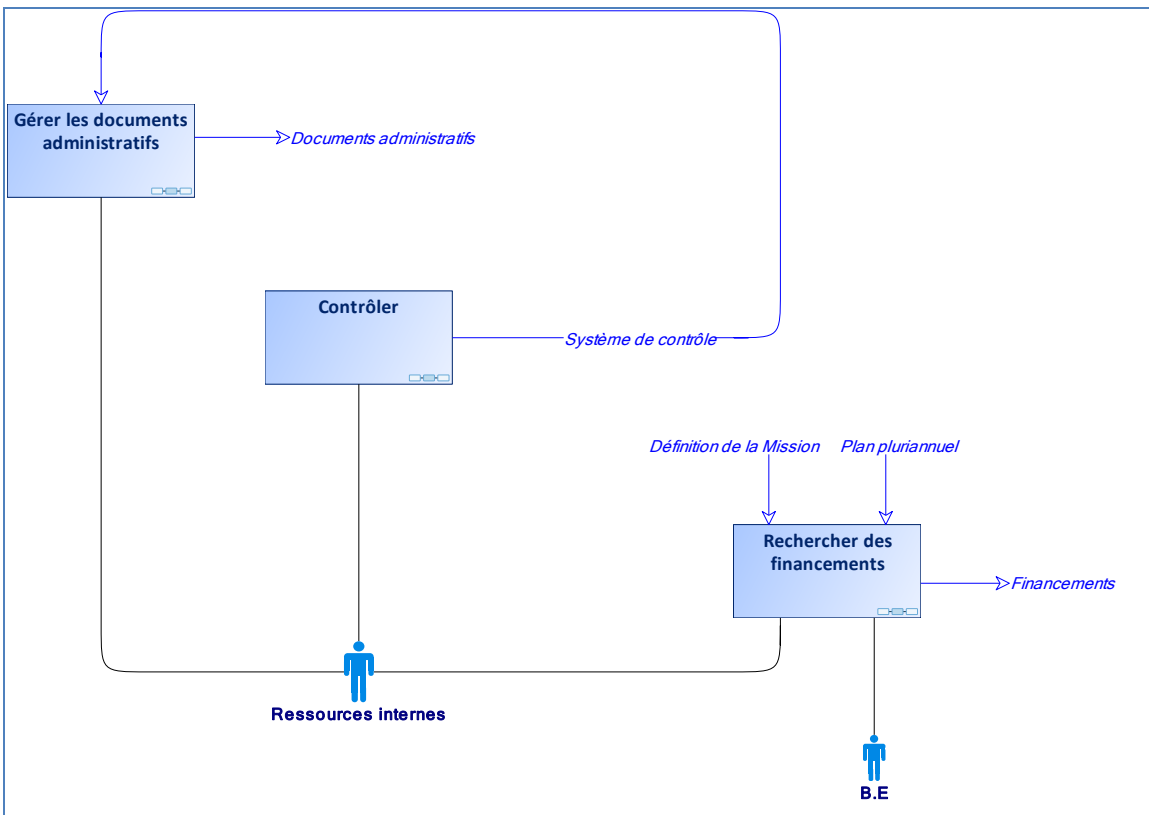 Gérer les documents
administratifs
Documents administratifs
Contrôler
Système de contrôle
Définition de la Mission
Plan pluriannuel
Rechercher des
financements
Financements
Ressources internes
B.E